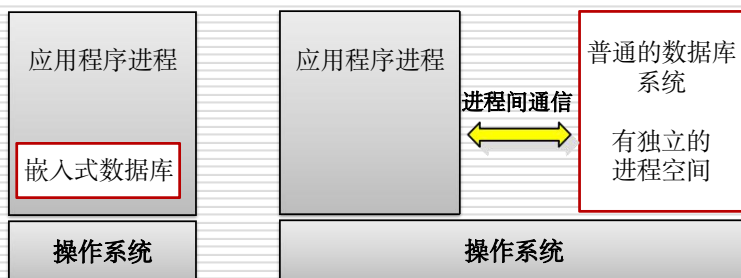 应用程序进程
嵌入式数据库
操作系统
应用程序进程
进程间通信
普通的数据库
系统
有独立的
进程空间
操作系统